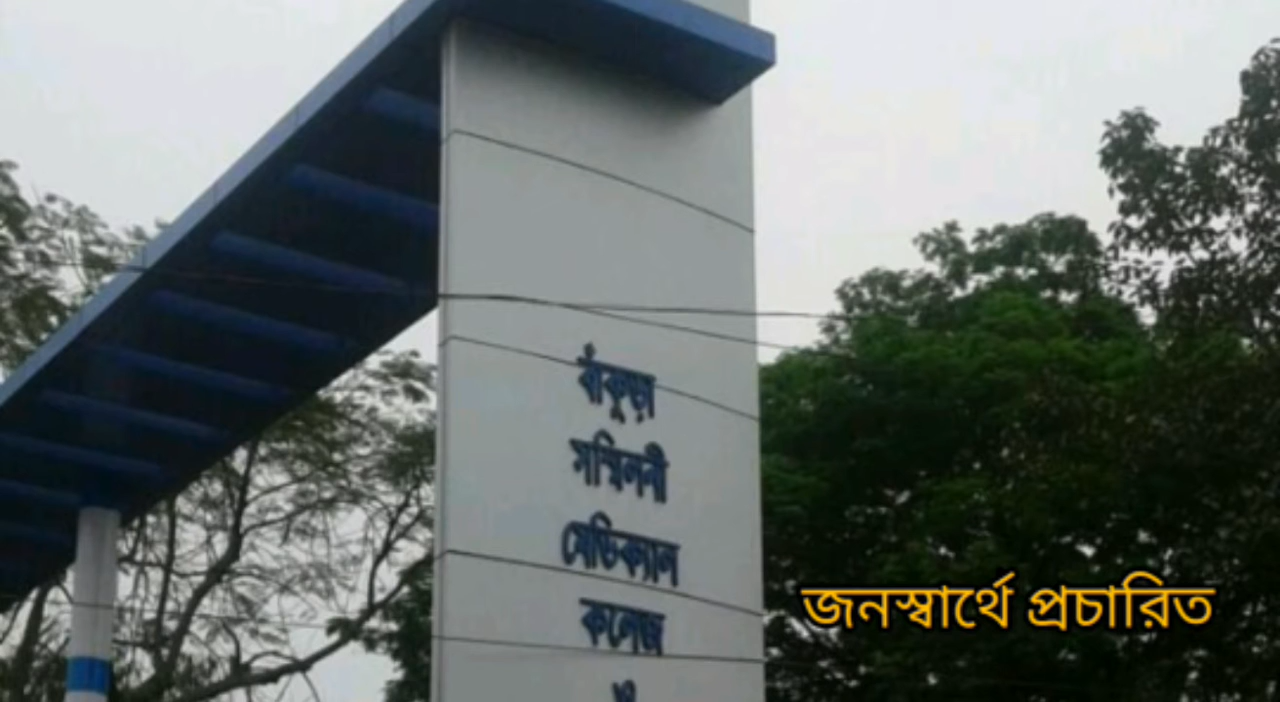 বাঁকুড়া
সম্মিলনী
মেডিক্যাল
কলেজ
ও
জনস্বার্থে প্রচারিত